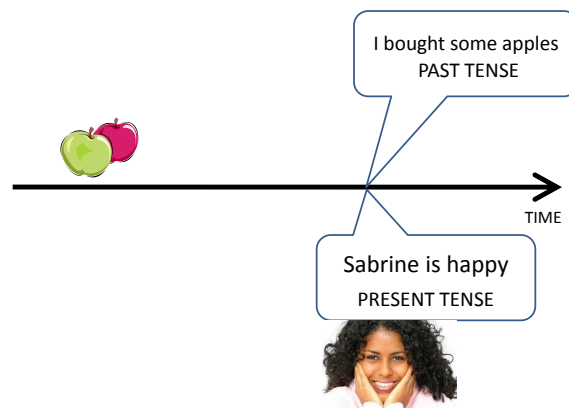 I bought some apples
PAST TENSE
TIME
Sabrine is happy
PRESENT TENSE